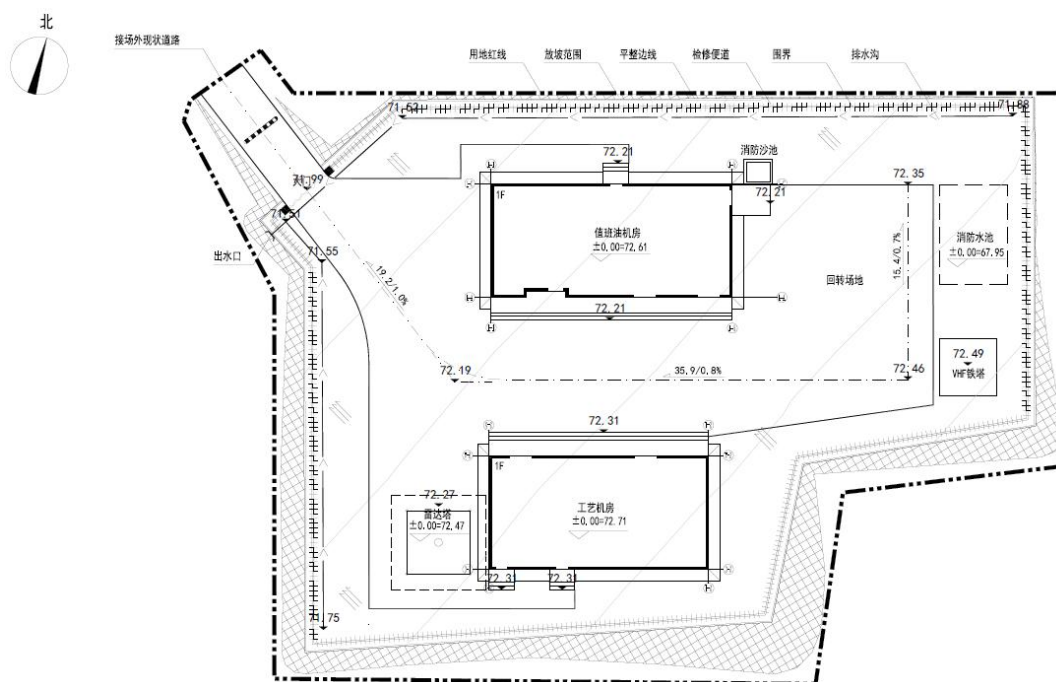 北
接场外现状道路
用地红线
放坡范围
平整边线
检修便道
围界
排水沟
71.53
71.88
消防沙池
72.21
72.21
72.35
1F
值班油机房
±0.00=72.61
消防水池
±0.00=67.95
回转场地
15.4/0.7%
71.99
71.51
出水口
71.55
19.2/1.0%
72.21
72.19
35.9/0.8%
72.46
72.49
VHF铁塔
72.31
1F
工艺机房
±0.00=72.71
72.27
雷达塔
±0.00=72.47
72.31
72.31
71.75